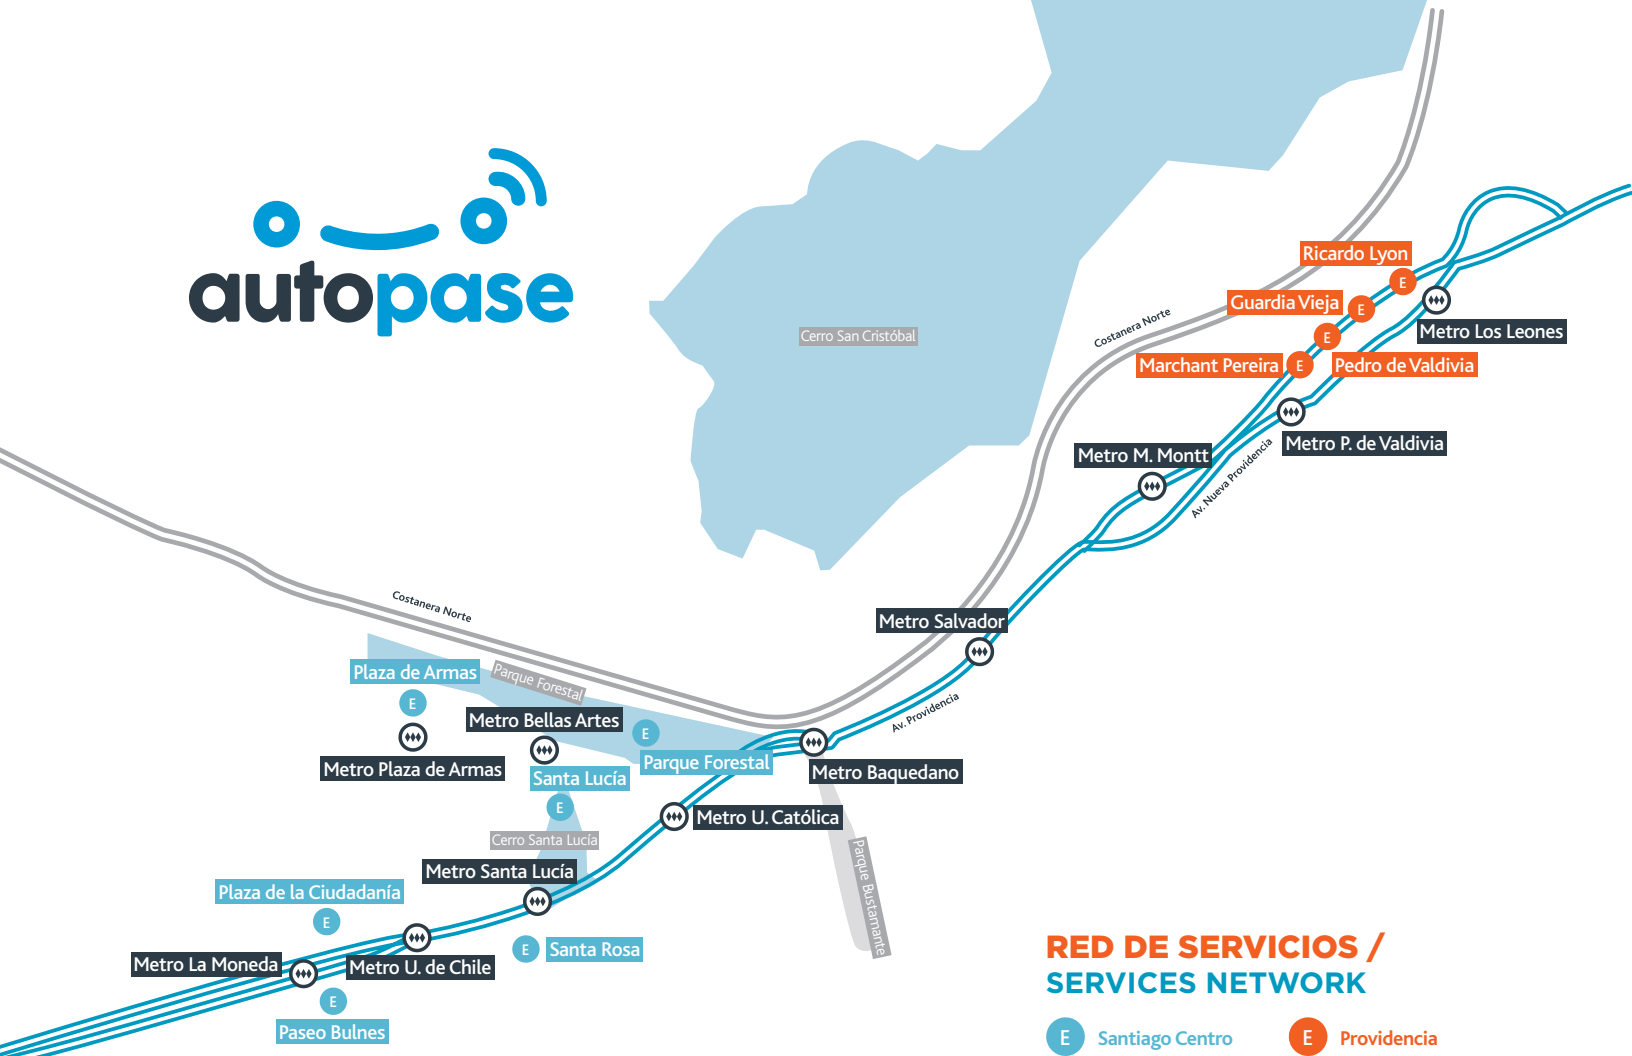 autopase
Cerro San Cristóbal
Costanera Norte
Ricardo Lyon
E
Guardia Vieja
E
E
Metro Los Leones
Marchant Pereira
E
Pedro de Valdivia
Metro P. de Valdivia
Metro M. Montt
Av. Nueva Providencia
Costanera Norte
Metro Salvador
Plaza de Armas
E
Parque Forestal
Av. Providencia
Metro Bellas Artes
E
Metro Plaza de Armas
Parque Forestal
Metro Baquedano
Santa Lucía
E
Metro U. Católica
Cerro Santa Lucía
Metro Santa Lucía
Parque Bustamante
Plaza de la Ciudadanía
E
E
Santa Rosa
Metro La Moneda
Metro U. de Chile
E
Paseo Bulnes
RED DE SERVICIOS /
SERVICES NETWORK
E Santiago Centro
E Providencia